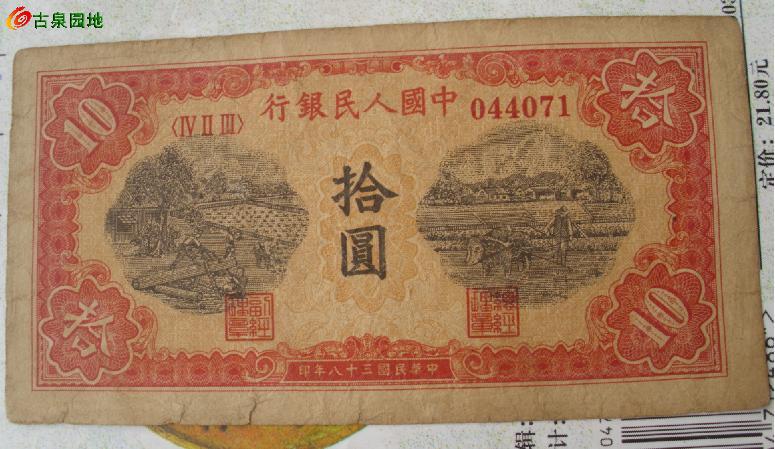 古泉园地
行銀民人國中
〈IV II III〉
044071
10
拾
拾
圓
拾
10
印年八十三國民華中
定价：21.80元